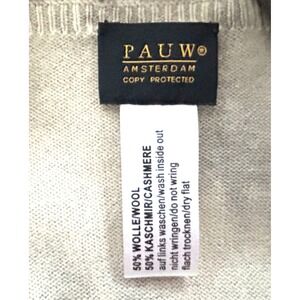 PAUW®
AMSTERDAM
COPY PROTECTED
50% WOLLE/WOOL
50% KASCHMIR/CASHMERE
auf links waschen/wash inside out
nicht wringen/do not wring
flach trocknen/dry flat